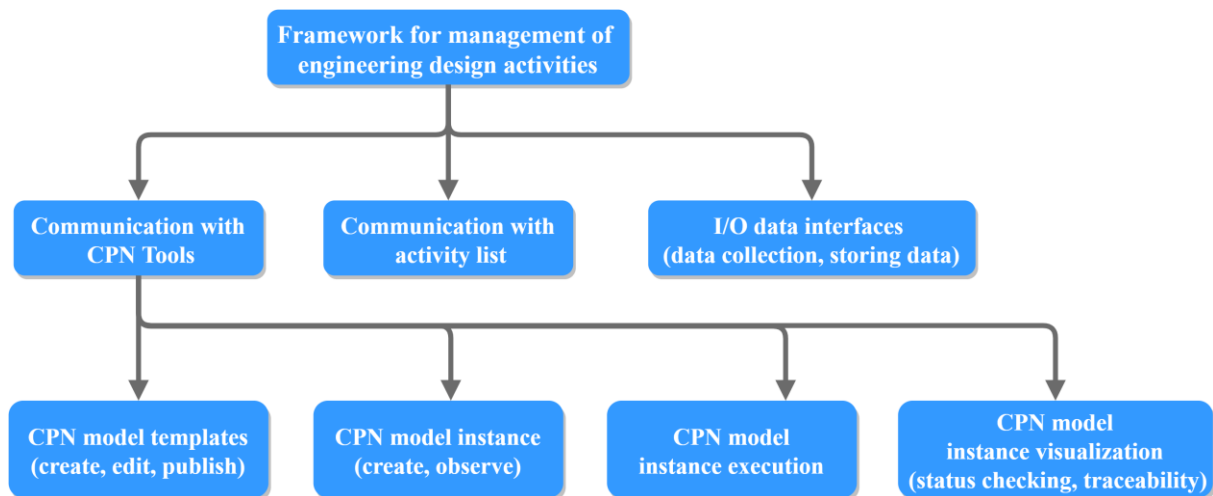 Framework for management of
engineering design activities
Communication with
CPN Tools
Communication with
activity list
I/O data interfaces
(data collection, storing data)
CPN model templates
(create, edit, publish)
CPN model instance
(create, observe)
CPN model
instance execution
CPN model
instance visualization
(status checking, traceability)